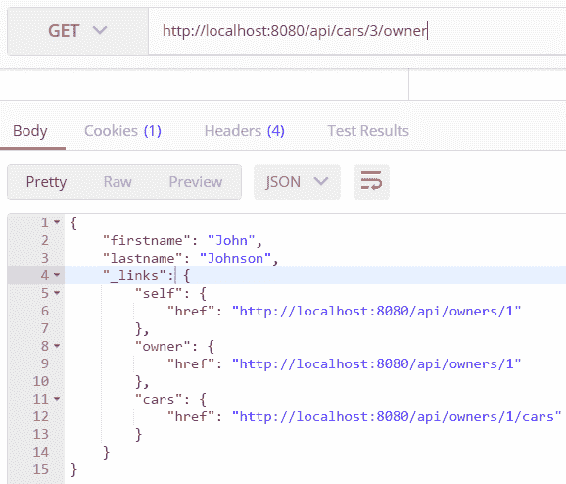 GET http://localhost:8080/api/cars/3/owner
Body Cookies (1) Headers (4) Test Results
Pretty Raw Preview JSON
1 {
2 "firstname": "John",
3 "lastname": "Johnson",
4 "_links": {
5 "self": {
6 "href": "http://localhost:8080/api/owners/1"
7 },
8 "owner": {
9 "href": "http://localhost:8080/api/owners/1"
10 },
11 "cars": {
12 "href": "http://localhost:8080/api/owners/1/cars"
13 }
14 }
15 }